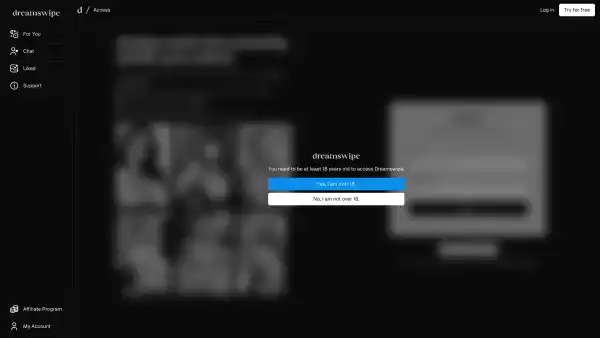 dreamswipe
d / Access
Log in
Try for free
For You
Chat
Liked
Support
dreamswipe
You need to be at least 18 years old to access Dreamswipe.
Yes, I am over 18.
No, I am not over 18.
Affiliate Program
My Account